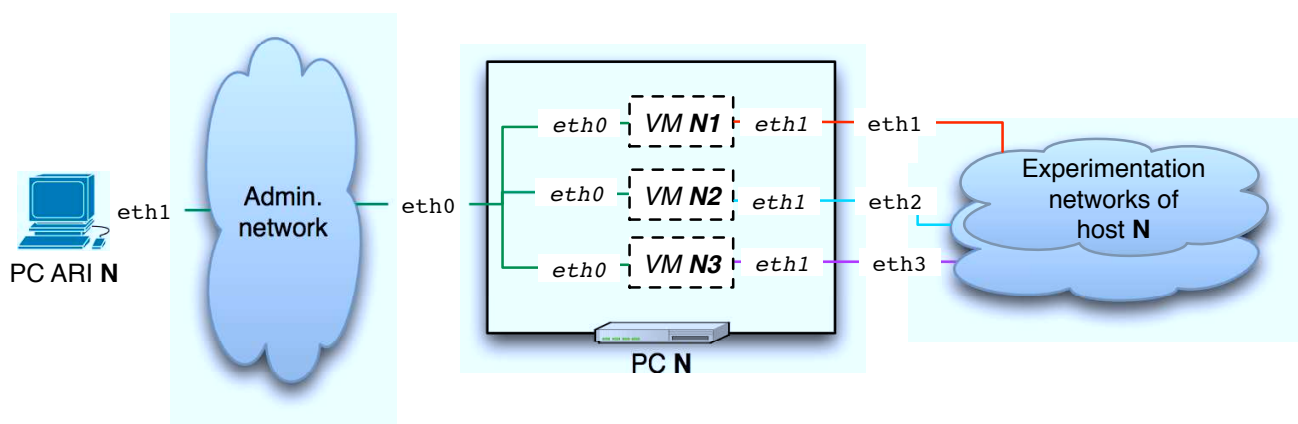 eth0 VM N1 eth1 eth1
Experimentation
networks of
host N
Admin.
network
eth1
eth0
eth0 VM N2 eth1 eth2
eth0 VM N3 eth1 eth3
PC ARI N
PC N